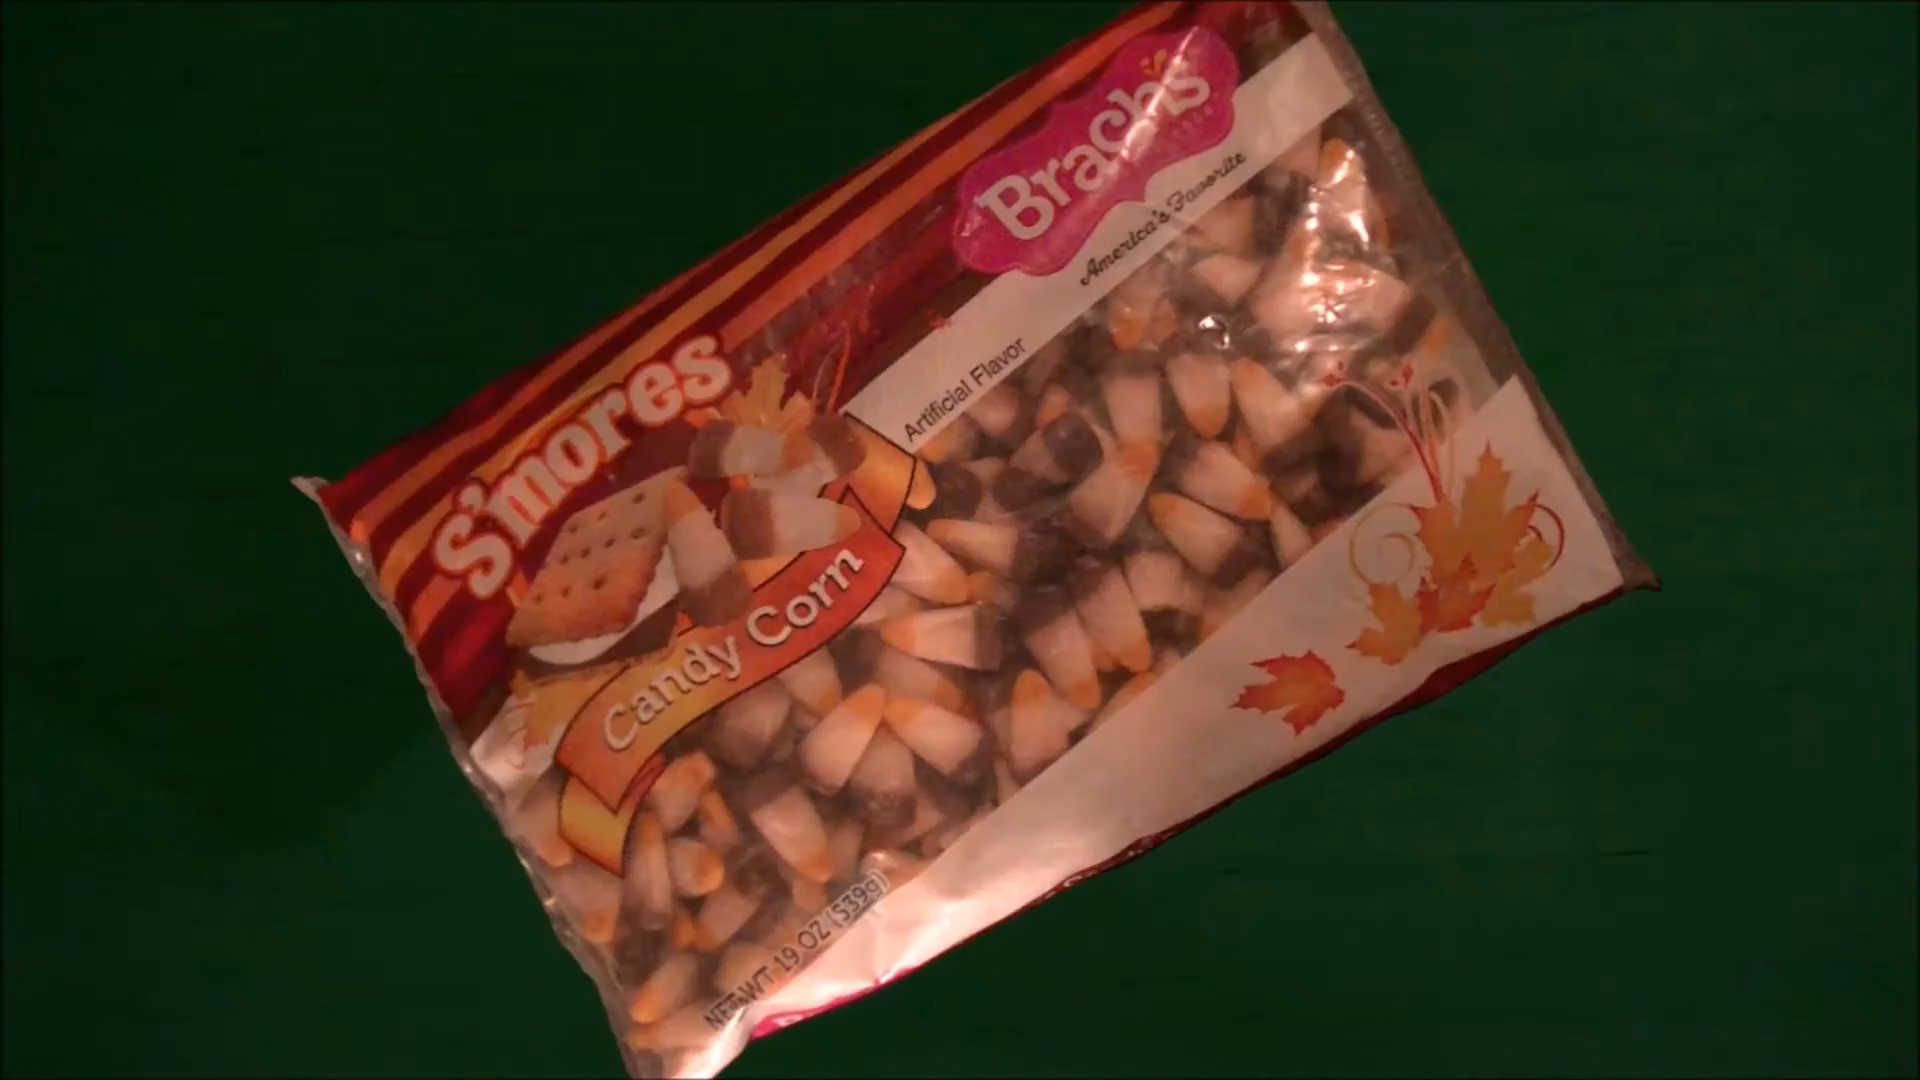 Brach's
America's Favorite
Artificial Flavor
S'mores
Candy Corn
NET WT 19 OZ (539g)